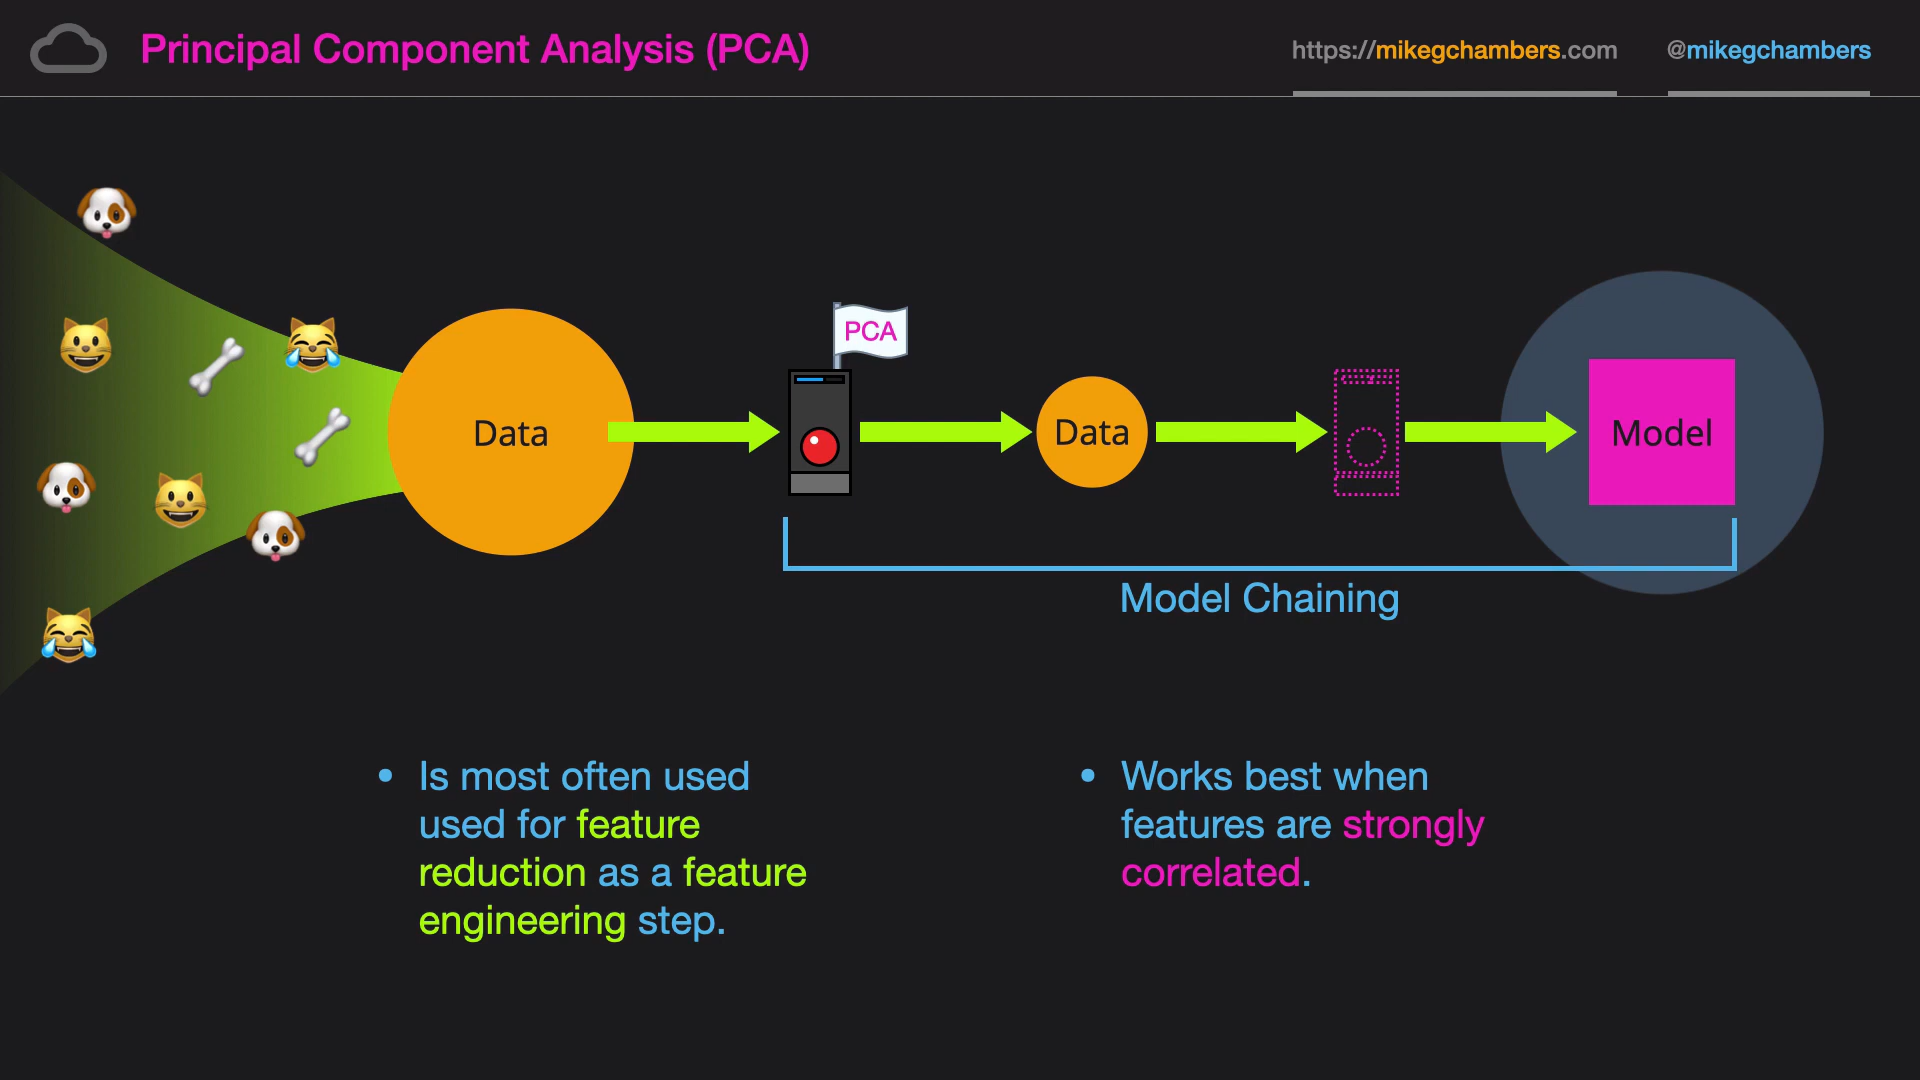 Principal Component Analysis (PCA)
https://mikegchambers.com
@mikegchambers
PCA
Data
Data
Model
Model Chaining
• Is most often used
used for feature
reduction as a feature
engineering step.
• Works best when
features are strongly
correlated.